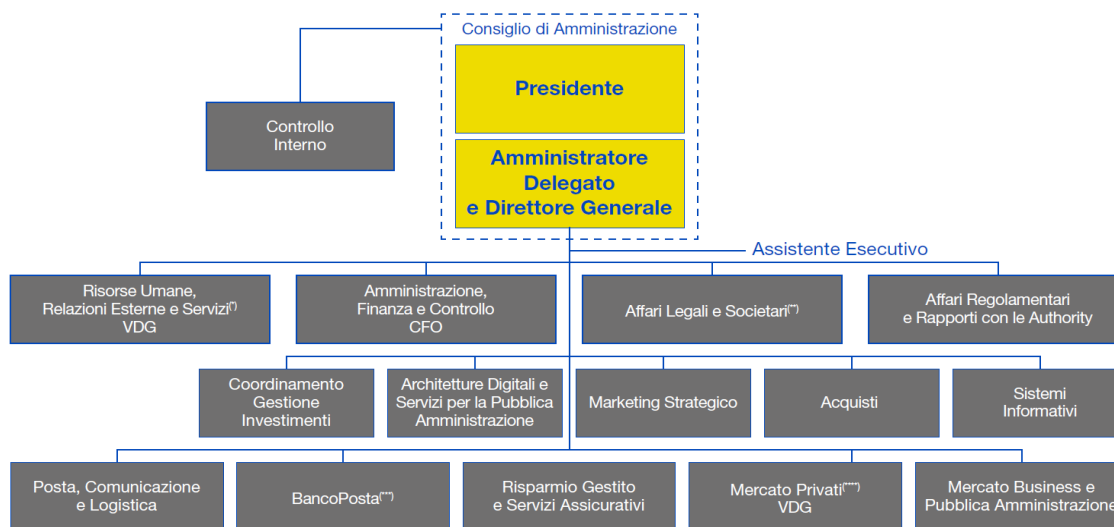 Consiglio di Amministrazione
Presidente
Controllo
Interno
Amministratore
Delegato
e Direttore Generale
Assistente Esecutivo
Risorse Umane,
Relazioni Esterne e Servizi(*)
VDG
Amministrazione,
Finanza e Controllo
CFO
Affari Legali e Societari(**)
Affari Regolamentari
e Rapporti con le Authority
Coordinamento
Gestione
Investimenti
Architetture Digitali e
Servizi per la Pubblica
Amministrazione
Marketing Strategico
Acquisti
Sistemi
Informativi
Posta, Comunicazione
e Logistica
BancoPosta(***)
Risparmio Gestito
e Servizi Assicurativi
Mercato Privati(****)
VDG
Mercato Business e
Pubblica Amministrazione